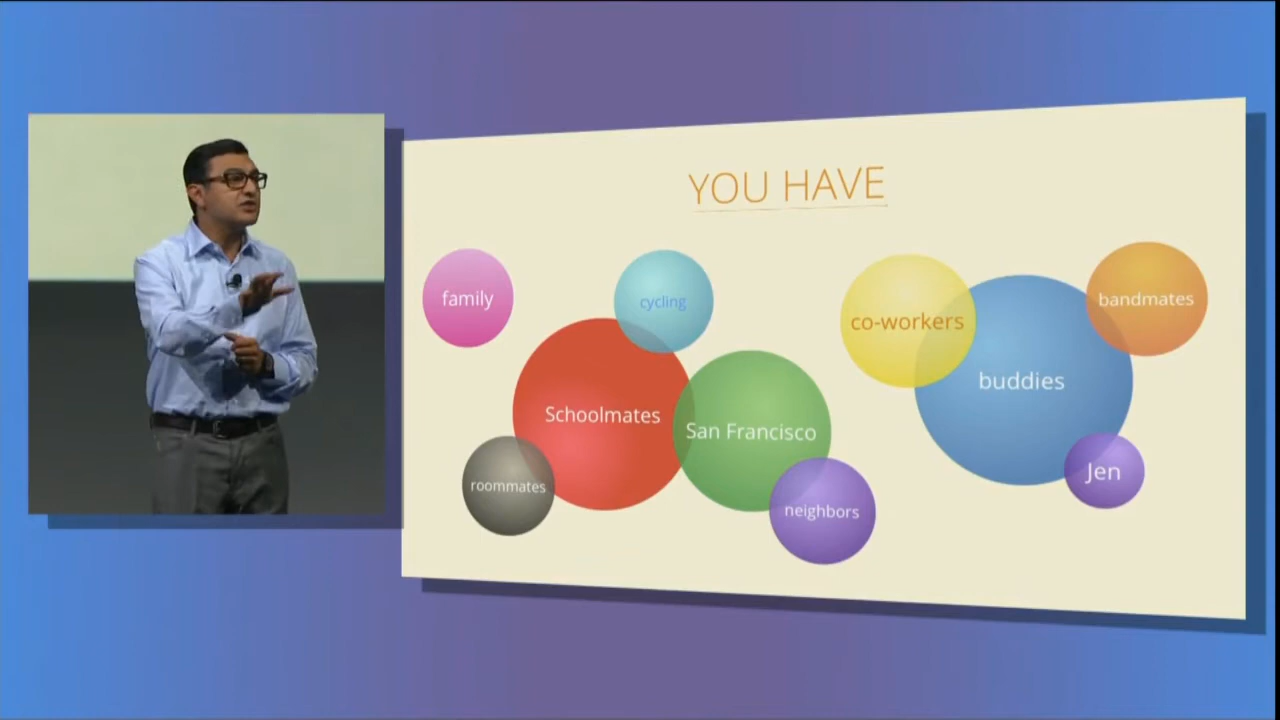 YOU HAVE
family
cycling
co-workers
bandmates
buddies
Schoolmates
San Francisco
roommates
neighbors
Jen